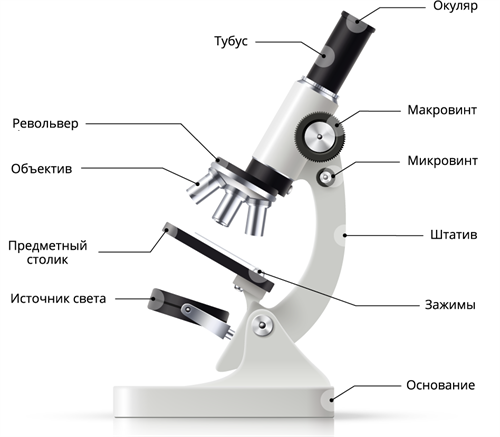 Окуляр
Тубус
Макровинт
Револьвер
Микровинт
Объектив
Штатив
Предметный
столик
Источник света
Зажимы
Основание